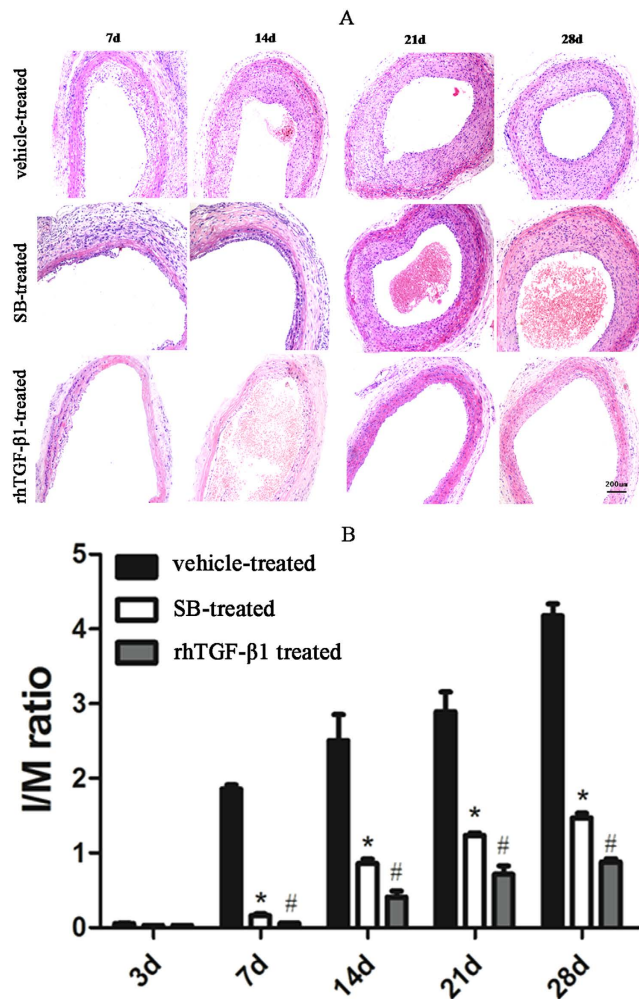 A
7d 14d 21d 28d
vehicle-treated
SB-treated
rhTGF-β1-treated
200um
B
5
4
3
2
1
0
I/M ratio
vehicle-treated
SB-treated
rhTGF-β1 treated
* #
* #
* #
* #
3d 7d 14d 21d 28d